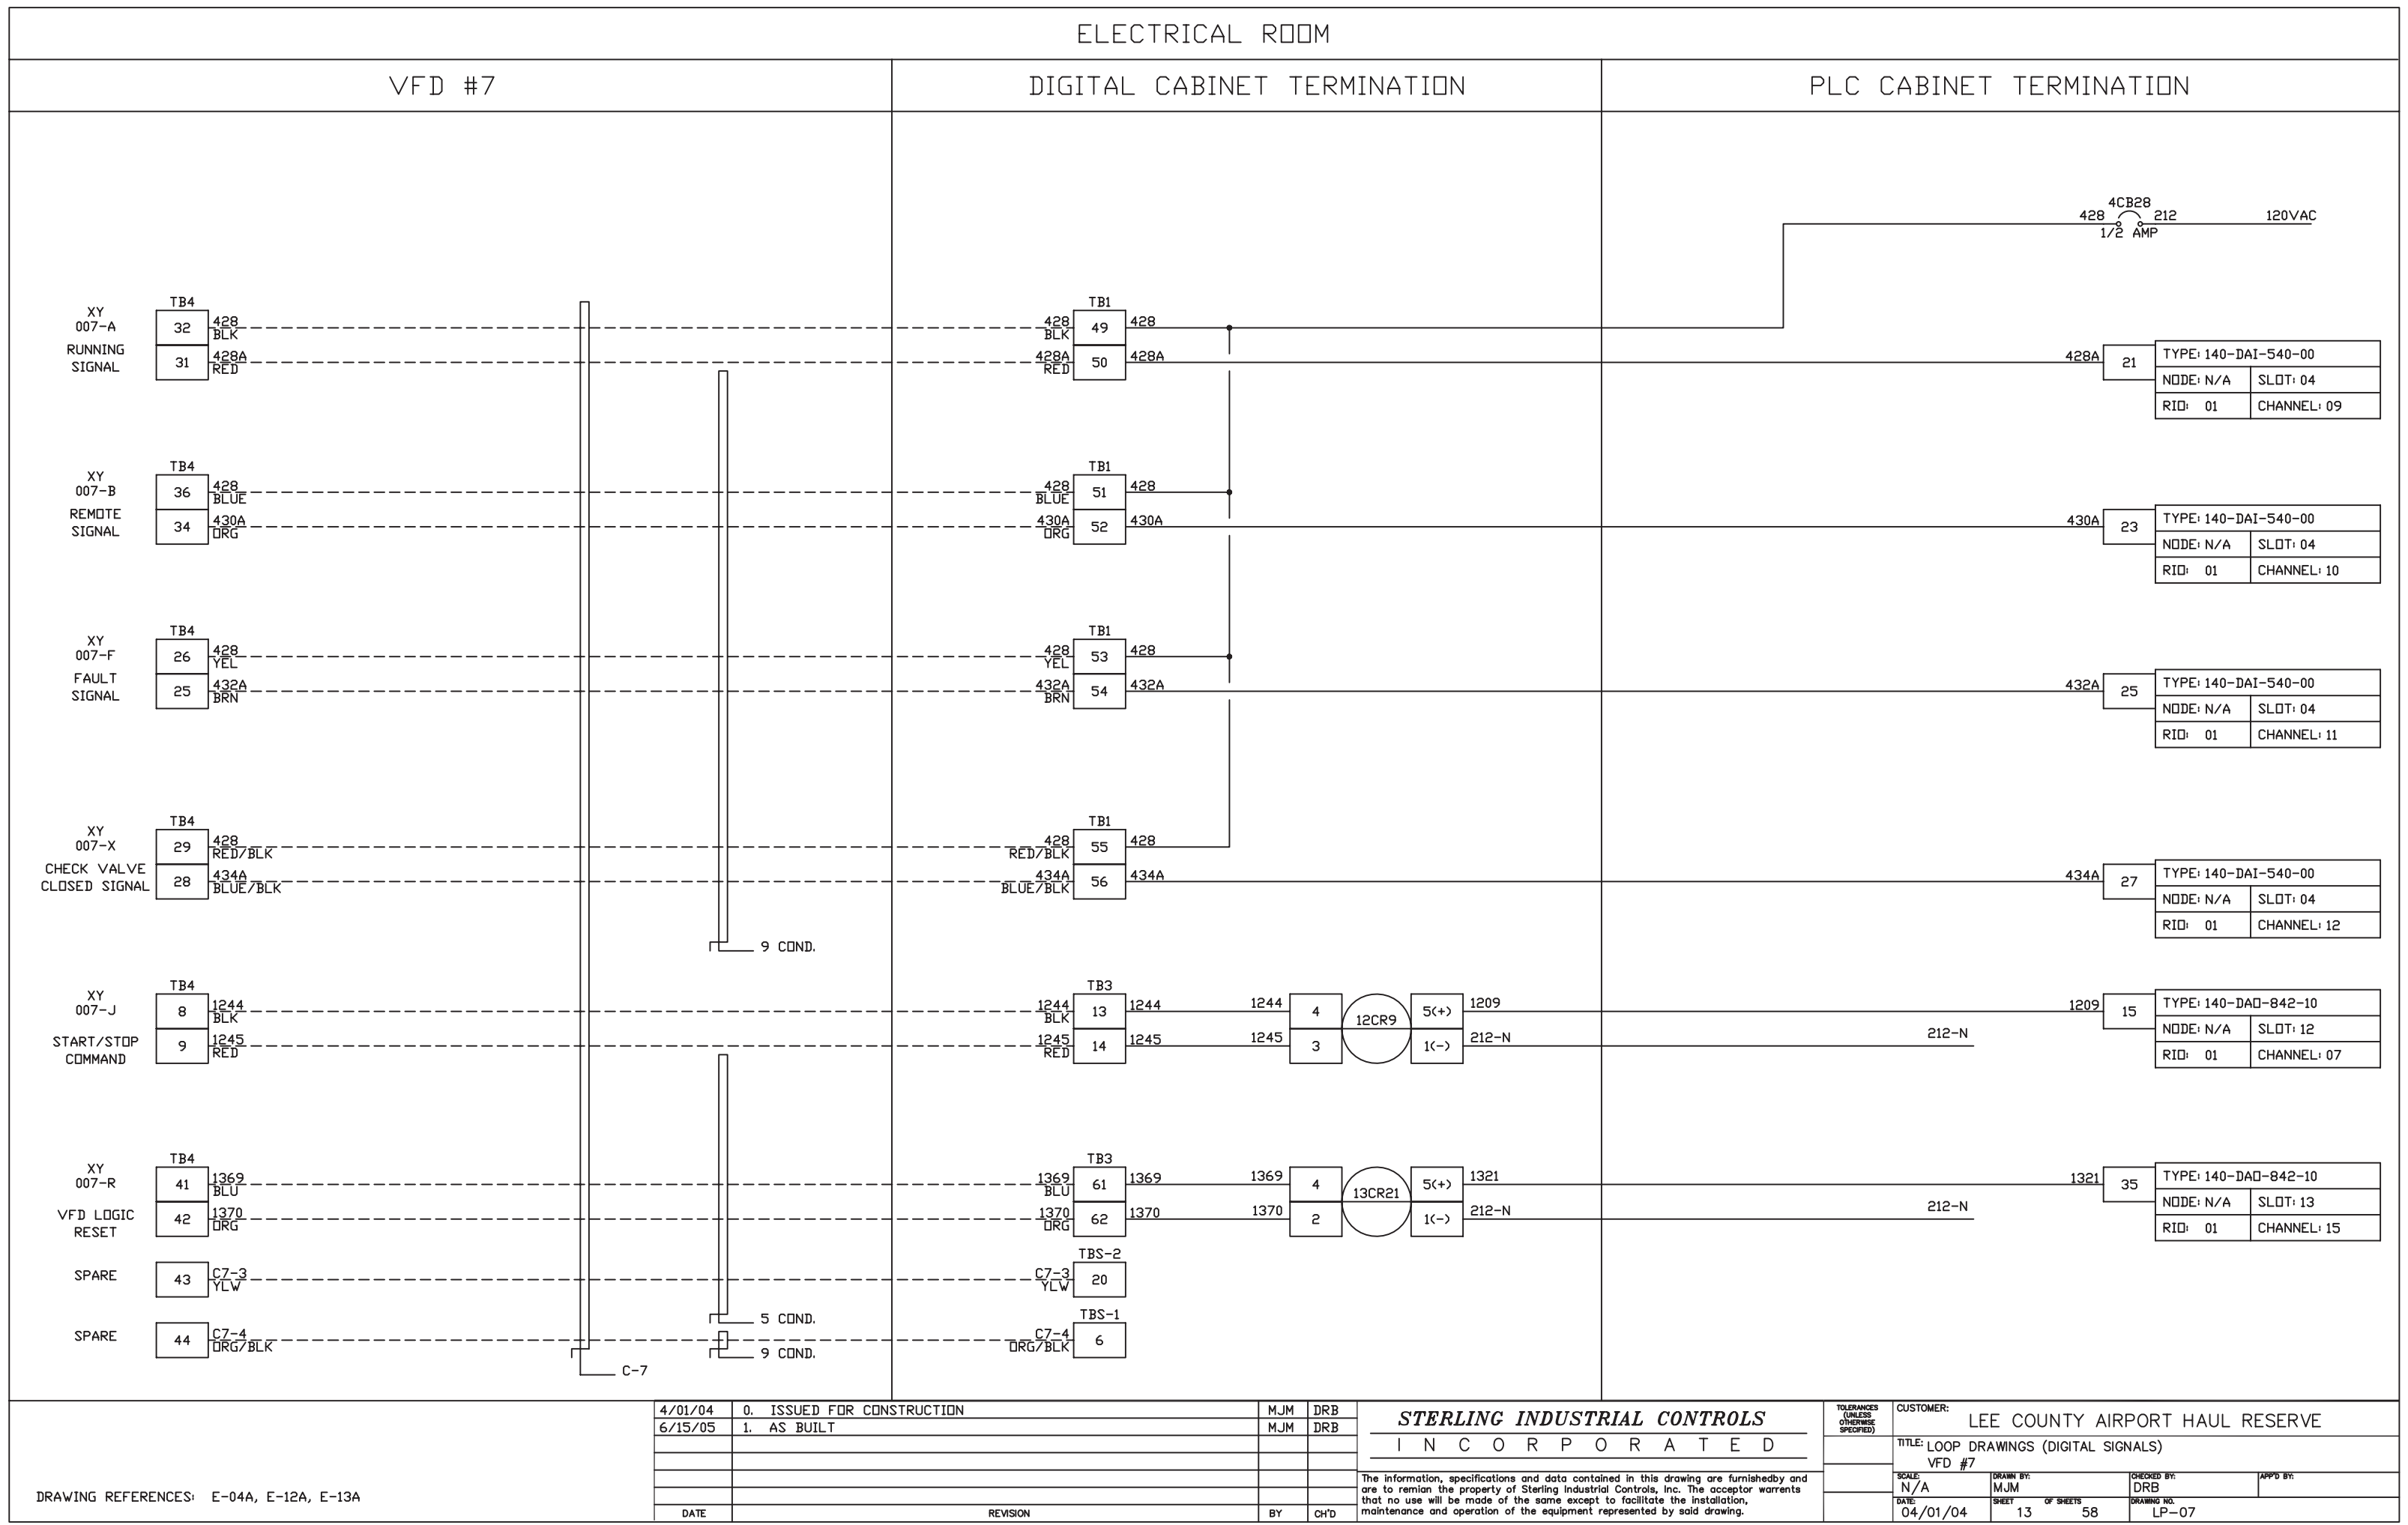 ELECTRICAL ROOM
VFD #7
DIGITAL CABINET TERMINATION
PLC CABINET TERMINATION
4CB28
428 212 120VAC
1/2 AMP
XY
007-A
RUNNING
SIGNAL
TB4
32 428
BLK
31 428A
RED
TB1
428 49 428
BLK
428A 50 428A
RED
428A 21
TYPE: 140-DAI-540-00
NODE: N/A SLOT: 04
RIO: 01 CHANNEL: 09
XY
007-B
REMOTE
SIGNAL
TB4
36 428
BLUE
34 430A
ORG
TB1
428 51 428
BLUE
430A 52 430A
ORG
430A 23
TYPE: 140-DAI-540-00
NODE: N/A SLOT: 04
RIO: 01 CHANNEL: 10
XY
007-F
FAULT
SIGNAL
TB4
26 428
YEL
25 432A
BRN
TB1
428 53 428
YEL
432A 54 432A
BRN
432A 25
TYPE: 140-DAI-540-00
NODE: N/A SLOT: 04
RIO: 01 CHANNEL: 11
XY
007-X
CHECK VALVE
CLOSED SIGNAL
TB4
29 428
RED/BLK
28 434A
BLUE/BLK
TB1
428 55 428
RED/BLK
434A 56 434A
BLUE/BLK
434A 27
TYPE: 140-DAI-540-00
NODE: N/A SLOT: 04
RIO: 01 CHANNEL: 12
9 COND.
XY
007-J
START/STOP
COMMAND
TB4
8 1244
BLK
9 1245
RED
TB3
1244 13 1244
BLK
1245 14 1245
RED
1244 4 12CR9 5(+) 1209
1245 3 1(-) 212-N
212-N
1209 15
TYPE: 140-DAO-842-10
NODE: N/A SLOT: 12
RIO: 01 CHANNEL: 07
XY
007-R
VFD LOGIC
RESET
TB4
41 1369
BLU
42 1370
ORG
TB3
1369 61 1369
BLU
1370 62 1370
ORG
1369 4 13CR21 5(+) 1321
1370 2 1(-) 212-N
212-N
1321 35
TYPE: 140-DAO-842-10
NODE: N/A SLOT: 13
RIO: 01 CHANNEL: 15
SPARE 43 C7-3
YLW
TBS-2
C7-3 20
YLW
5 COND.
SPARE 44 C7-4
ORG/BLK
TBS-1
C7-4 6
ORG/BLK
9 COND.
C-7
DRAWING REFERENCES: E-04A, E-12A, E-13A
4/01/04 0. ISSUED FOR CONSTRUCTION MJM DRB
6/15/05 1. AS BUILT MJM DRB
DATE REVISION BY CH'D
STERLING INDUSTRIAL CONTROLS
INCORPORATED
The information, specifications and data contained in this drawing are furnishedby and
are to remian the property of Sterling Industrial Controls, Inc. The acceptor warrents
that no use will be made of the same except to facilitate the installation,
maintenance and operation of the equipment represented by said drawing.
TOLERANCES
(UNLESS
OTHERWISE
SPECIFIED)
CUSTOMER:
LEE COUNTY AIRPORT HAUL RESERVE
TITLE: LOOP DRAWINGS (DIGITAL SIGNALS)
VFD #7
SCALE: DRAWN BY: CHECKED BY: APP'D BY:
N/A MJM DRB
DATE: SHEET OF SHEETS DRAWING NO.
04/01/04 13 58 LP-07